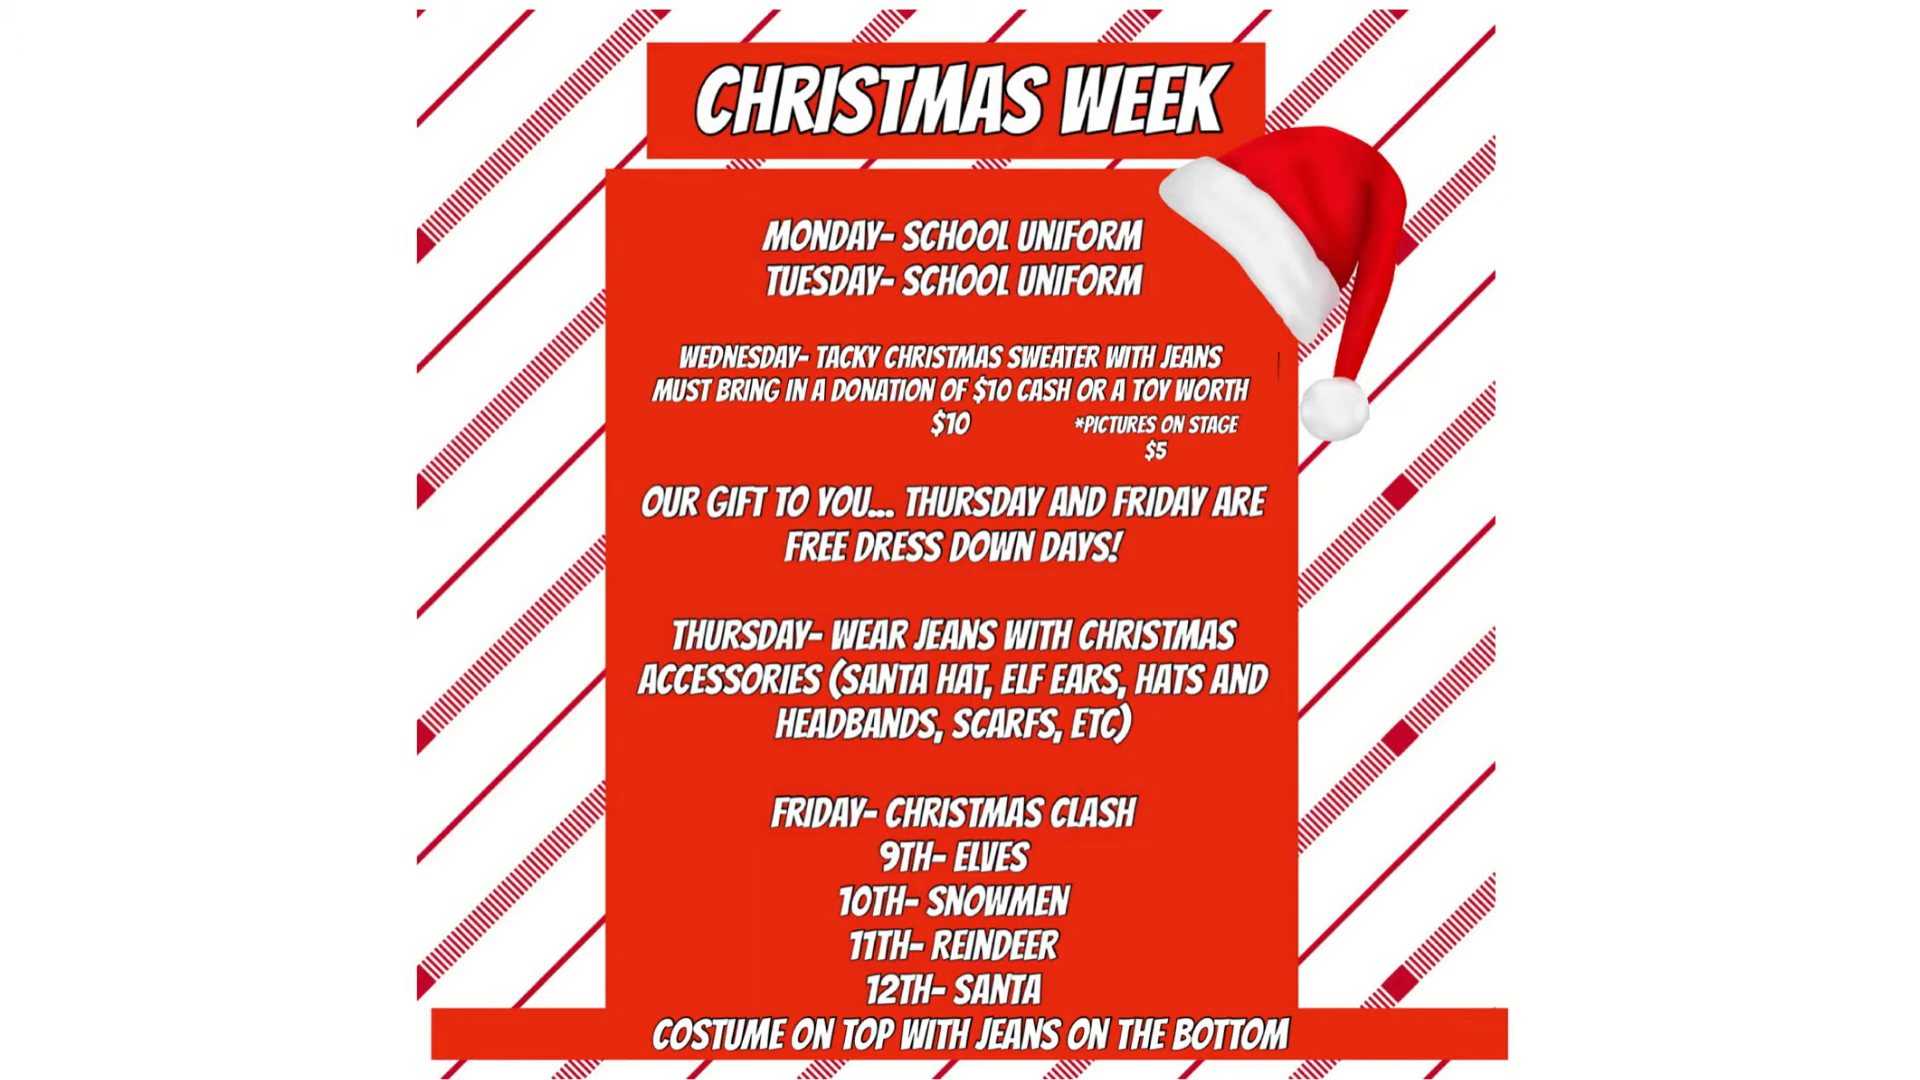 CHRISTMAS WEEK
MONDAY- SCHOOL UNIFORM
TUESDAY- SCHOOL UNIFORM
WEDNESDAY- TACKY CHRISTMAS SWEATER WITH JEANS
MUST BRING IN A DONATION OF $10 CASH OR A TOY WORTH
$10
*PICTURES ON STAGE
$5
OUR GIFT TO YOU... THURSDAY AND FRIDAY ARE
FREE DRESS DOWN DAYS!
THURSDAY- WEAR JEANS WITH CHRISTMAS
ACCESSORIES (SANTA HAT, ELF EARS, HATS AND
HEADBANDS, SCARFS, ETC)
FRIDAY- CHRISTMAS CLASH
9TH- ELVES
10TH- SNOWMEN
11TH- REINDEER
12TH- SANTA
COSTUME ON TOP WITH JEANS ON THE BOTTOM